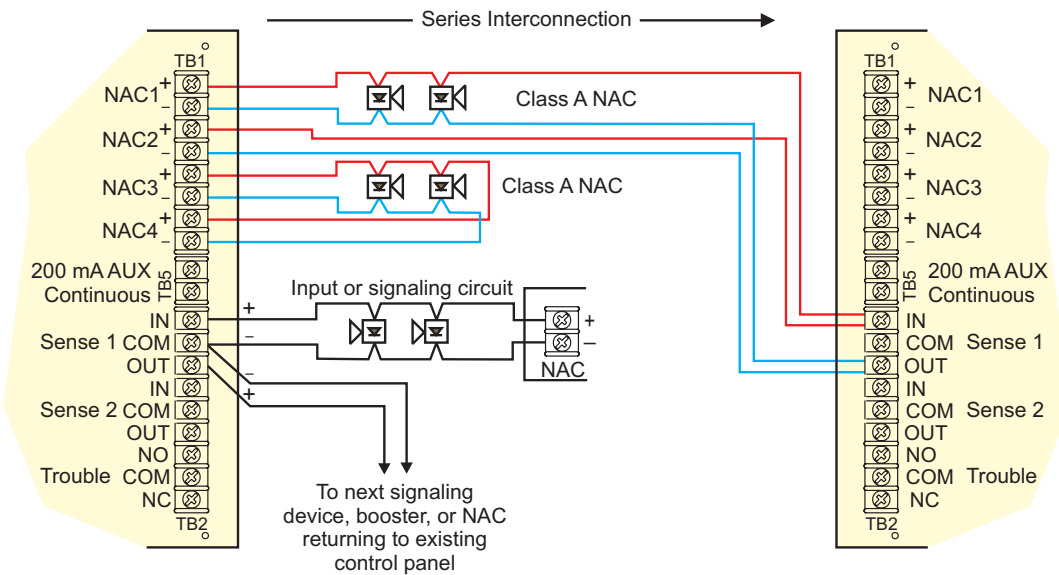 Series Interconnection
TB1
NAC1 + –
NAC2 + –
NAC3 + –
NAC4 + –
200 mA AUX
Continuous
TB5
IN
Sense 1 COM
OUT
IN
Sense 2 COM
OUT
NO
Trouble COM
NC
TB2
Class A NAC
Class A NAC
Input or signaling circuit
+
–
+
–
NAC
–
+
To next signaling
device, booster, or NAC
returning to existing
control panel
TB1
+ – NAC1
+ – NAC2
+ – NAC3
+ – NAC4
200 mA AUX
Continuous
TB5
IN
COM Sense 1
OUT
IN
COM Sense 2
OUT
NO
COM Trouble
NC
TB2